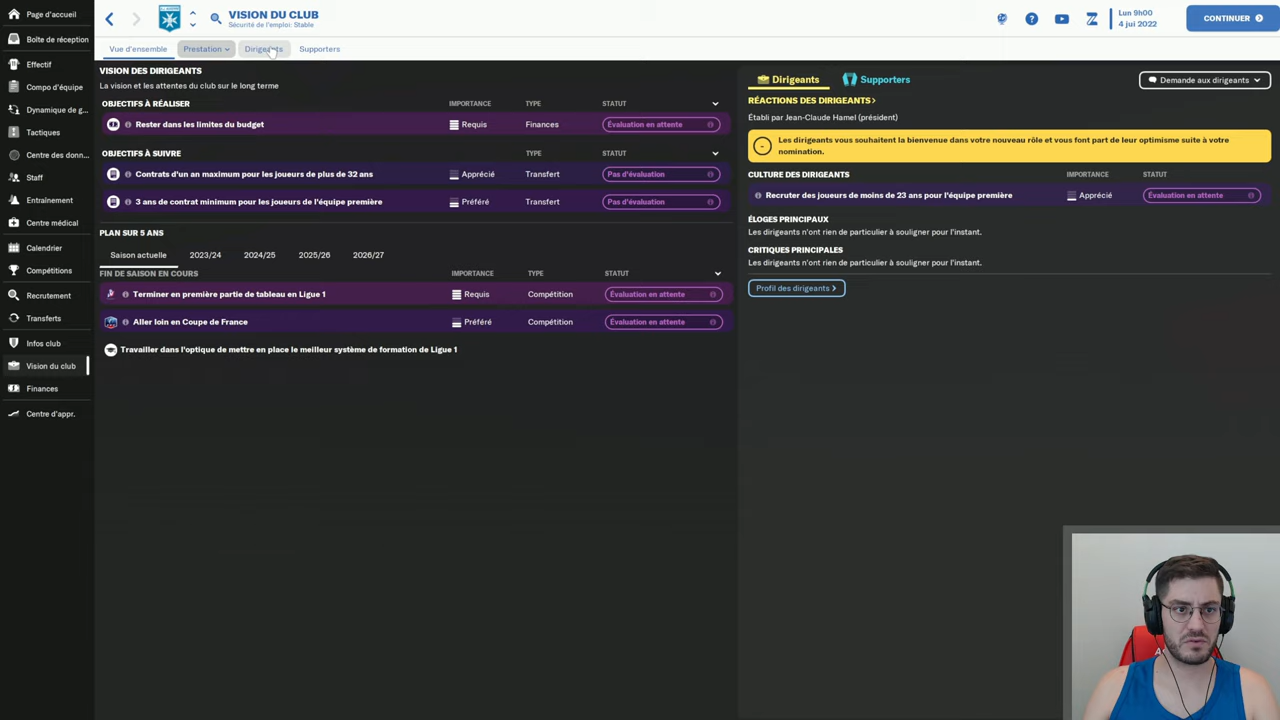 Page d'accueil
Boîte de réception
Effectif
Compo d'équipe
Dynamique de g...
Tactiques
Centre des donn...
Staff
Entrainement
Centre médical
Calendrier
Compétitions
Recrutement
Transferts
Infos club
Vision du club
Finances
Centre d'appr.
VISION DU CLUB
Sécurité de l'emploi: Stable
Lun 9h00
4 jui 2022
CONTINUER
Vue d'ensemble
Prestation
Dirigeants
Supporters
VISION DES DIRIGEANTS
La vision et les attentes du club sur le long terme
OBJECTIFS À RÉALISER IMPORTANCE TYPE STATUT
Rester dans les limites du budget Requis Finances Évaluation en attente
OBJECTIFS À SUIVRE TYPE STATUT
Contrats d'un an maximum pour les joueurs de plus de 32 ans Apprécié Transfert Pas d'évaluation
3 ans de contrat minimum pour les joueurs de l'équipe première Préféré Transfert Pas d'évaluation
PLAN SUR 5 ANS
Saison actuelle 2023/24 2024/25 2025/26 2026/27
FIN DE SAISON EN COURS IMPORTANCE TYPE STATUT
Terminer en première partie de tableau en Ligue 1 Requis Compétition Évaluation en attente
Aller loin en Coupe de France Préféré Compétition Évaluation en attente
Travailler dans l'optique de mettre en place le meilleur système de formation de Ligue 1
Dirigeants Supporters
Demande aux dirigeants
RÉACTIONS DES DIRIGEANTS
Établi par Jean-Claude Hamel (président)
Les dirigeants vous souhaitent la bienvenue dans votre nouveau rôle et vous font part de leur optimisme suite à votre
nomination.
CULTURE DES DIRIGEANTS IMPORTANCE STATUT
Recruter des joueurs de moins de 23 ans pour l'équipe première Apprécié Évaluation en attente
ÉLOGES PRINCIPAUX
Les dirigeants n'ont rien de particulier à souligner pour l'instant.
CRITIQUES PRINCIPALES
Les dirigeants n'ont rien de particulier à souligner pour l'instant.
Profil des dirigeants